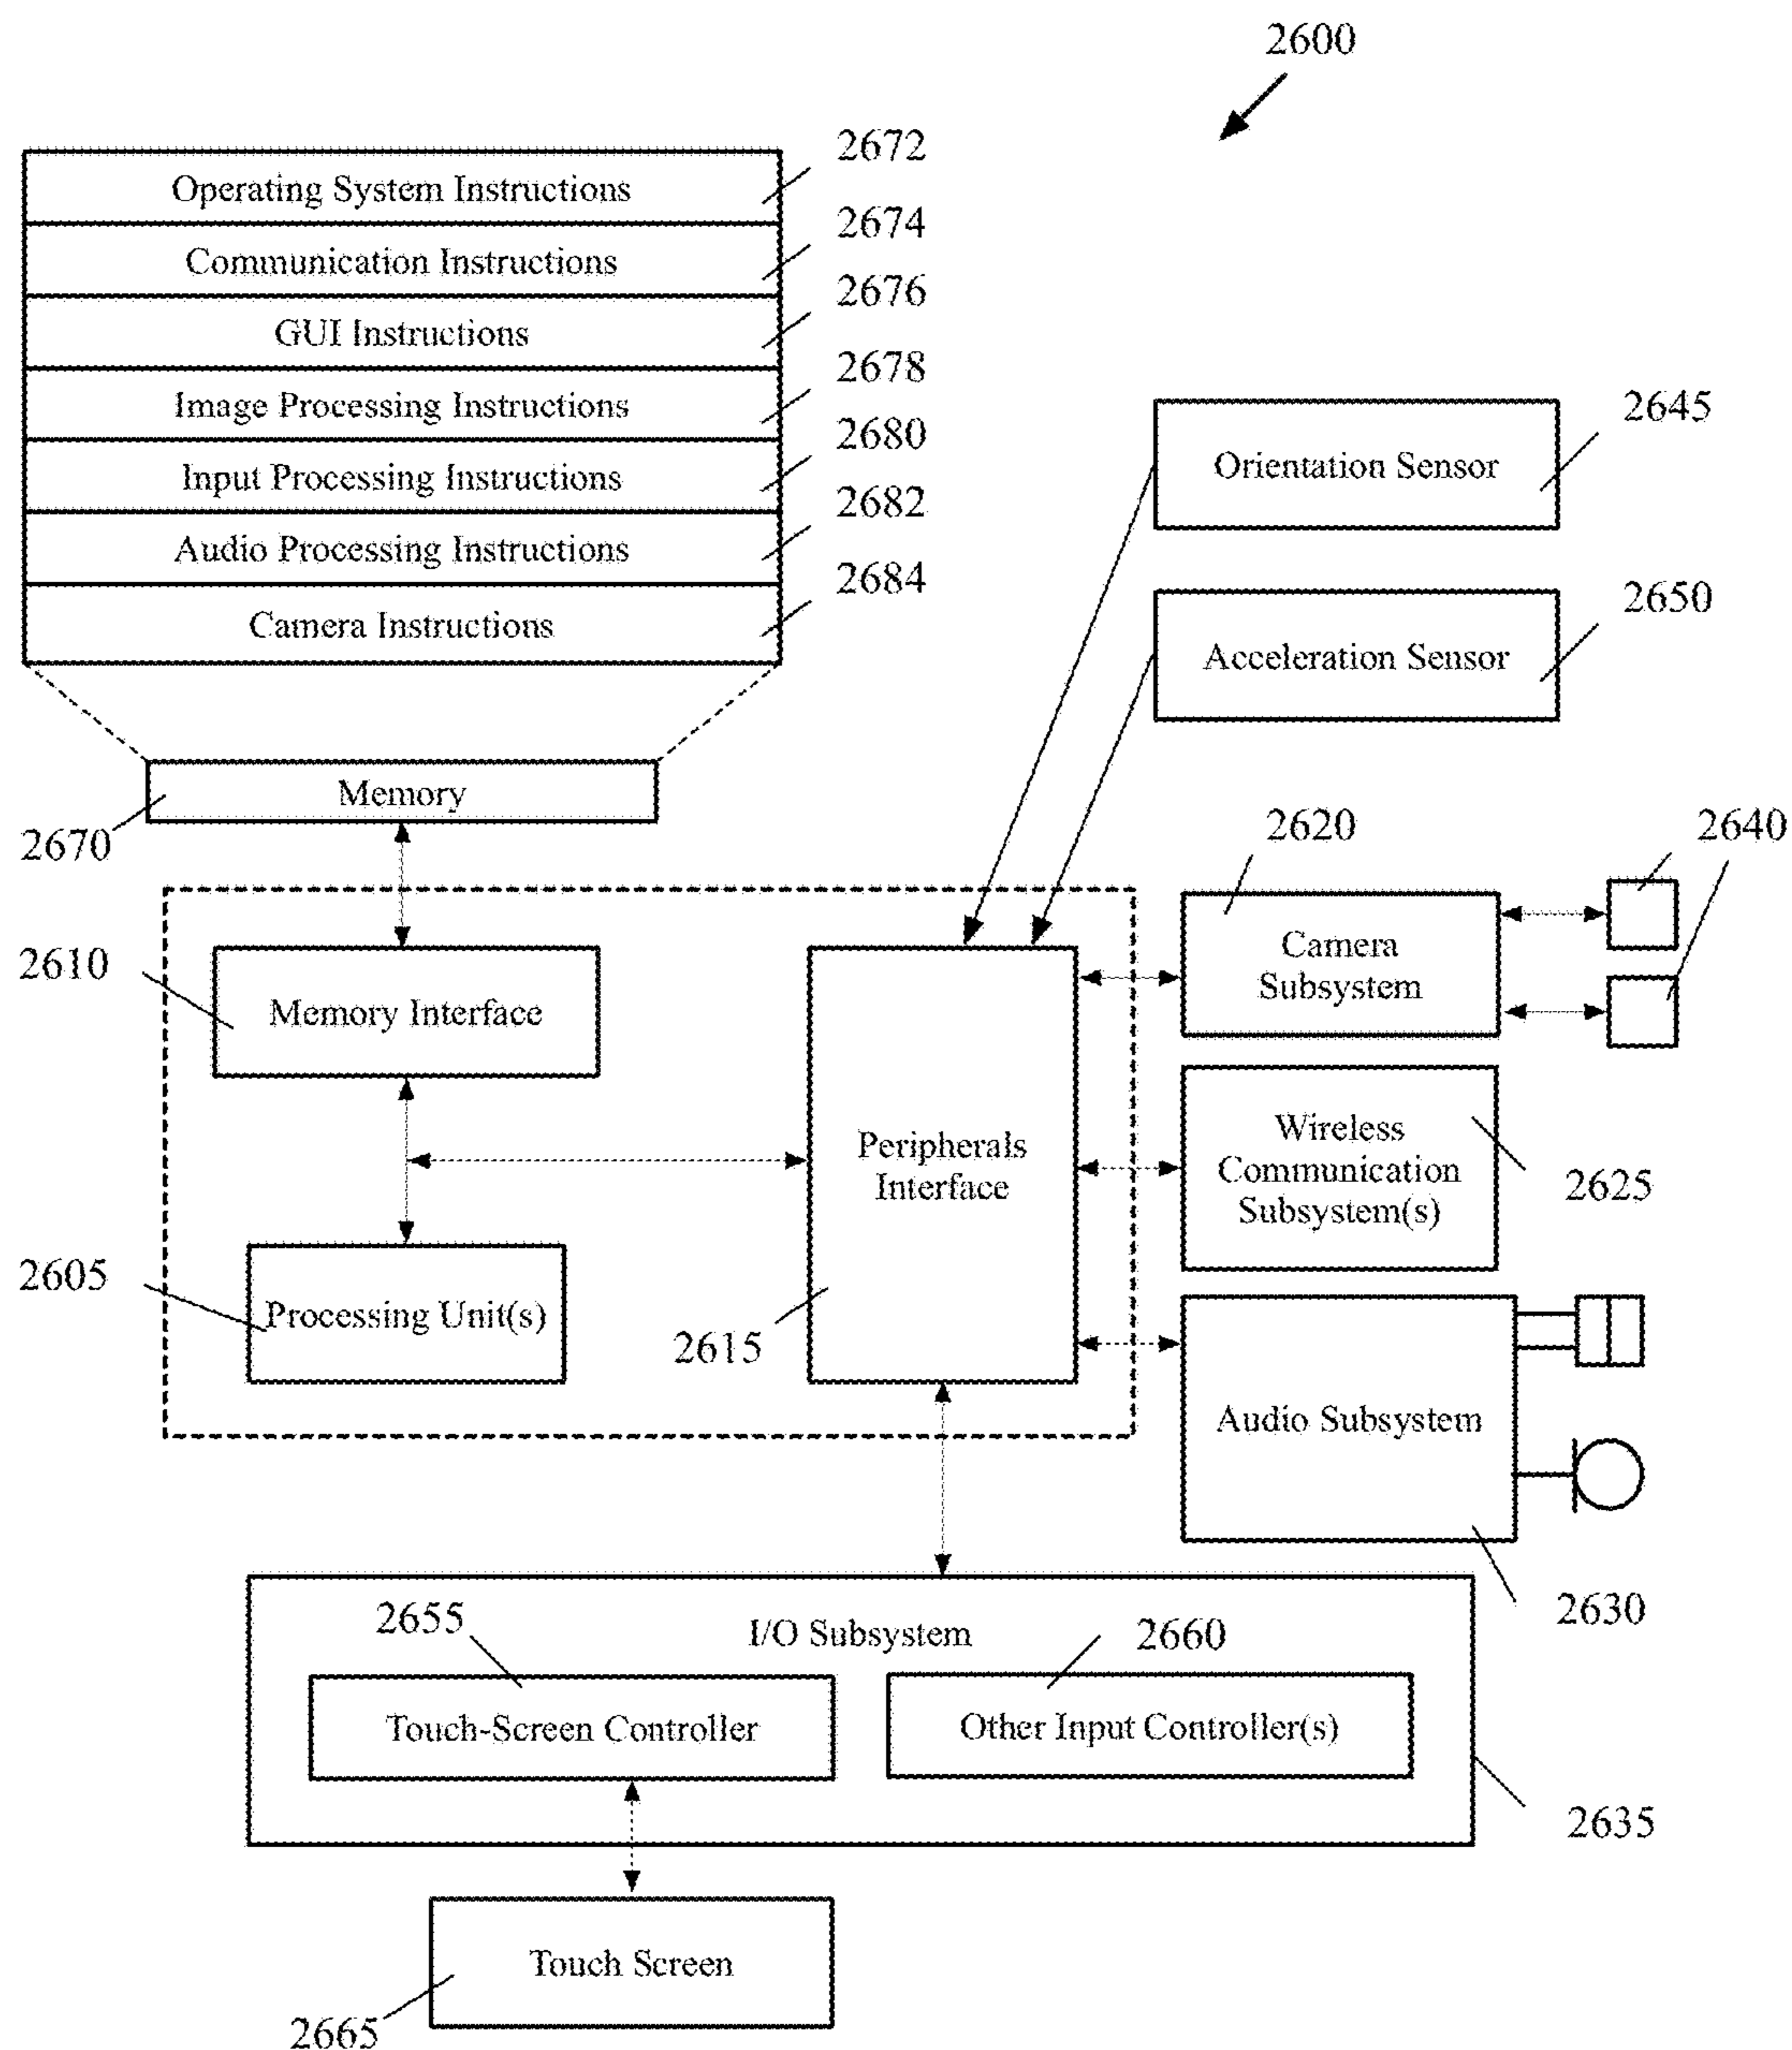 2600
2672
Operating System Instructions
2674
Communication Instructions
2676
GUI Instructions
2678
Image Processing Instructions
2680
Input Processing Instructions
2682
Audio Processing Instructions
2684
Camera Instructions
2645
Orientation Sensor
2650
Acceleration Sensor
Memory
2670
2620
2640
Camera
Subsystem
2610
Memory Interface
Peripherals
Interface
Wireless
Communication
Subsystem(s)
2625
2605
Processing Unit(s)
2615
Audio Subsystem
2630
2655
I/O Subsystem
2660
Touch-Screen Controller
Other Input Controller(s)
2635
Touch Screen
2665